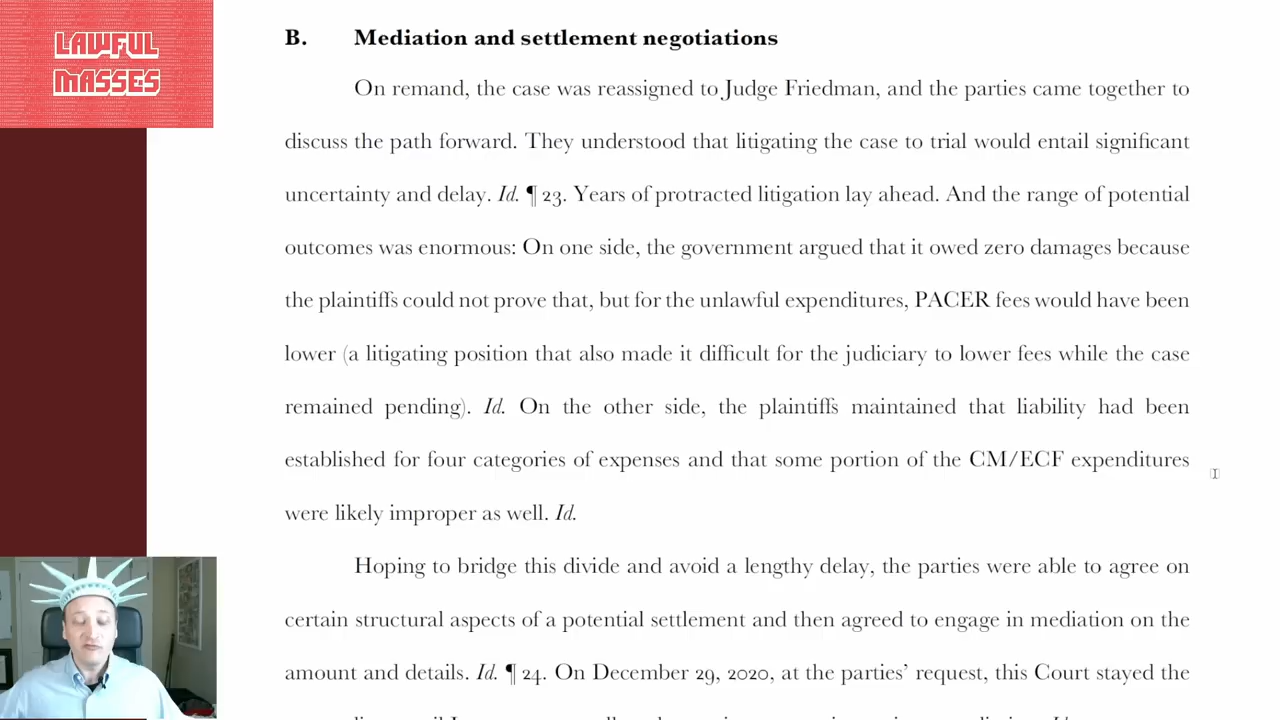 LAWFUL
MASSES
B. Mediation and settlement negotiations
On remand, the case was reassigned to Judge Friedman, and the parties came together to
discuss the path forward. They understood that litigating the case to trial would entail significant
uncertainty and delay. Id. ¶ 23. Years of protracted litigation lay ahead. And the range of potential
outcomes was enormous: On one side, the government argued that it owed zero damages because
the plaintiffs could not prove that, but for the unlawful expenditures, PACER fees would have been
lower (a litigating position that also made it difficult for the judiciary to lower fees while the case
remained pending). Id. On the other side, the plaintiffs maintained that liability had been
established for four categories of expenses and that some portion of the CM/ECF expenditures
were likely improper as well. Id.
Hoping to bridge this divide and avoid a lengthy delay, the parties were able to agree on
certain structural aspects of a potential settlement and then agreed to engage in mediation on the
amount and details. Id. ¶ 24. On December 29, 2020, at the parties’ request, this Court stayed the